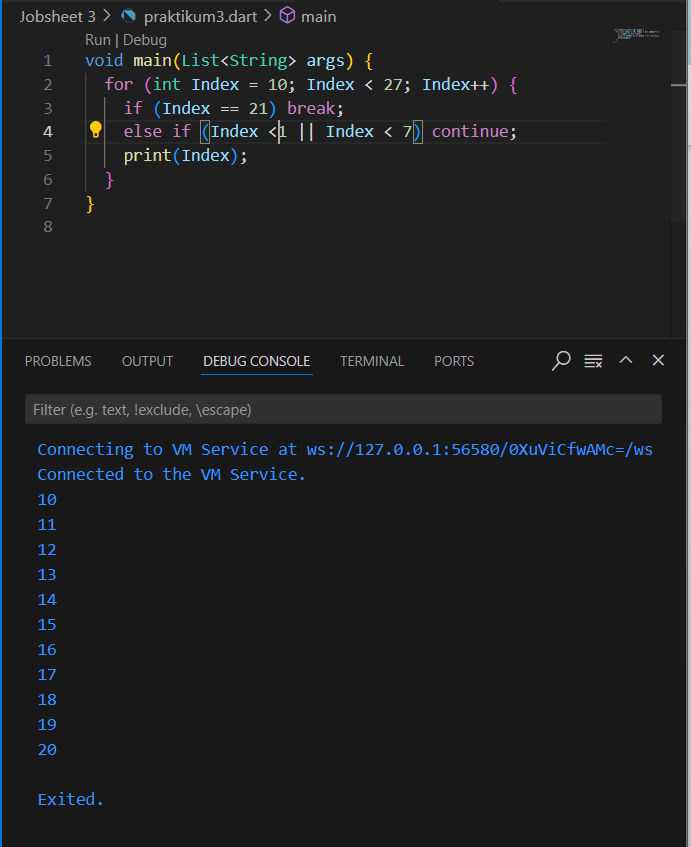 Jobsheet 3 > praktikum3.dart > main
Run | Debug
1 void main(List<String> args) {
2 for (int Index = 10; Index < 27; Index++) {
3 if (Index == 21) break;
4 else if (Index <1 || Index < 7) continue;
5 print(Index);
6 }
7 }
8
PROBLEMS OUTPUT DEBUG CONSOLE TERMINAL PORTS
Filter (e.g. text, !exclude, \escape)
Connecting to VM Service at ws://127.0.0.1:56580/0XuViCfwAMc=/ws
Connected to the VM Service.
10
11
12
13
14
15
16
17
18
19
20
Exited.